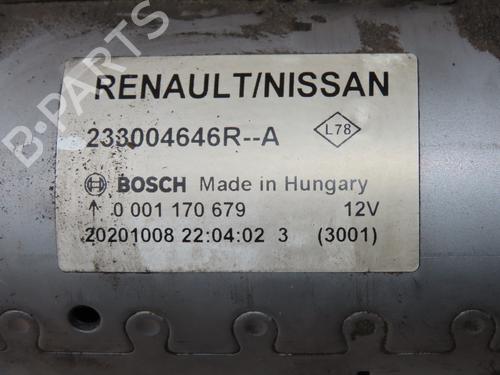 RENAULT/NISSAN
233004646R--A L78
BOSCH Made in Hungary
↑ 0 001 170 679 12V
20201008 22:04:02 3 (3001)
B-PARTS